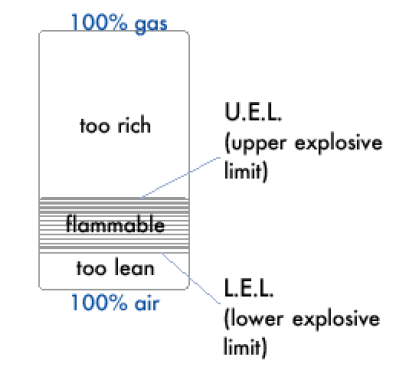 100% gas
too rich
U.E.L.
(upper explosive
limit)
flammable
too lean
L.E.L.
(lower explosive
limit)
100% air